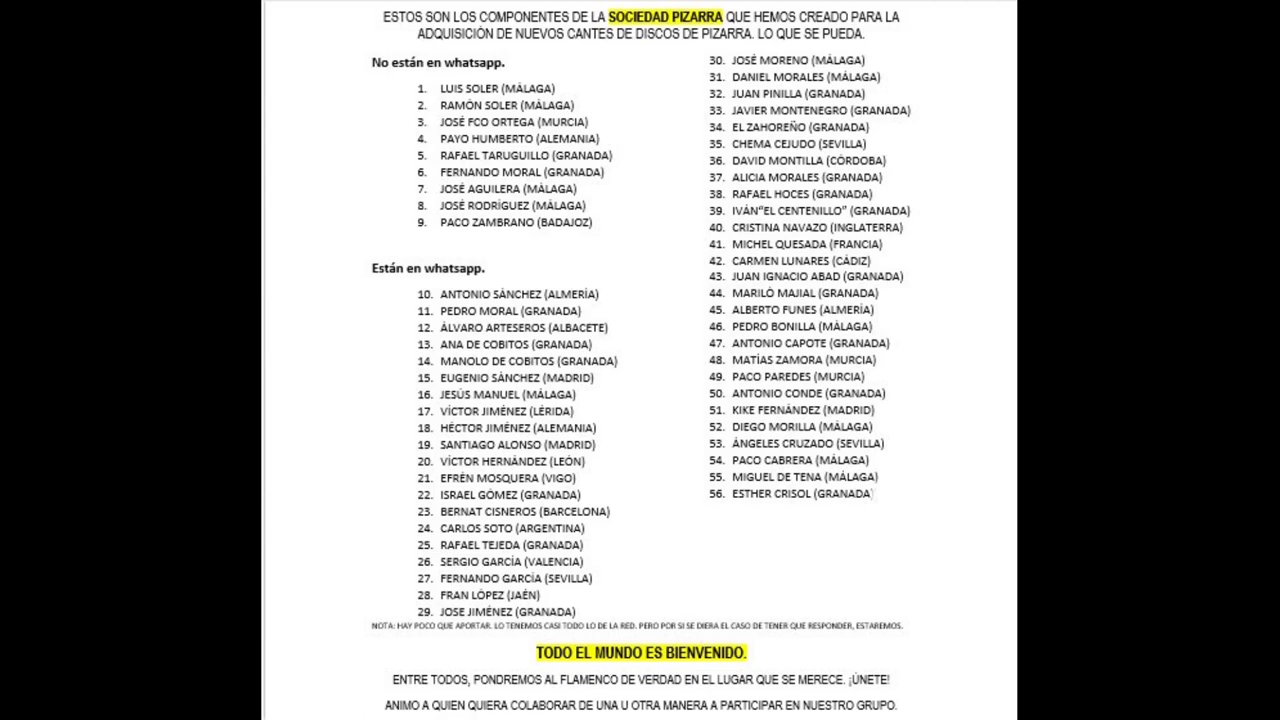 ESTOS SON LOS COMPONENTES DE LA SOCIEDAD PIZARRA QUE HEMOS CREADO PARA LA
ADQUISICIÓN DE NUEVOS CANTES DE DISCOS DE PIZARRA. LO QUE SE PUEDA.
No están en whatsapp.
1. LUIS SOLER (MÁLAGA)
2. RAMÓN SOLER (MÁLAGA)
3. JOSÉ FCO ORTEGA (MURCIA)
4. PAYO HUMBERTO (ALEMANIA)
5. RAFAEL TARUGUILLO (GRANADA)
6. FERNANDO MORAL (GRANADA)
7. JOSÉ AGUILERA (MÁLAGA)
8. JOSÉ RODRÍGUEZ (MÁLAGA)
9. PACO ZAMBRANO (BADAJOZ)
Están en whatsapp.
10. ANTONIO SÁNCHEZ (ALMERÍA)
11. PEDRO MORAL (GRANADA)
12. ÁLVARO ARTESEROS (ALBACETE)
13. ANA DE COBITOS (GRANADA)
14. MANOLO DE COBITOS (GRANADA)
15. EUGENIO SÁNCHEZ (MADRID)
16. JESÚS MANUEL (MÁLAGA)
17. VÍCTOR JIMÉNEZ (LÉRIDA)
18. HÉCTOR JIMÉNEZ (ALEMANIA)
19. SANTIAGO ALONSO (MADRID)
20. VÍCTOR HERNÁNDEZ (LEÓN)
21. EFRÉN MOSQUERA (VIGO)
22. ISRAEL GÓMEZ (GRANADA)
23. BERNAT CISNEROS (BARCELONA)
24. CARLOS SOTO (ARGENTINA)
25. RAFAEL TEJEDA (GRANADA)
26. SERGIO GARCÍA (VALENCIA)
27. FERNANDO GARCÍA (SEVILLA)
28. FRAN LÓPEZ (JAÉN)
29. JOSE JIMÉNEZ (GRANADA)
30. JOSÉ MORENO (MÁLAGA)
31. DANIEL MORALES (MÁLAGA)
32. JUAN PINILLA (GRANADA)
33. JAVIER MONTENEGRO (GRANADA)
34. EL ZAHOREÑO (GRANADA)
35. CHEMA CEJUDO (SEVILLA)
36. DAVID MONTILLA (CÓRDOBA)
37. ALICIA MORALES (GRANADA)
38. RAFAEL HOCES (GRANADA)
39. IVÁN“EL CENTENILLO” (GRANADA)
40. CRISTINA NAVAZO (INGLATERRA)
41. MICHEL QUESADA (FRANCIA)
42. CARMEN LUNARES (CÁDIZ)
43. JUAN IGNACIO ABAD (GRANADA)
44. MARILÓ MAJIAL (GRANADA)
45. ALBERTO FUNES (ALMERÍA)
46. PEDRO BONILLA (MÁLAGA)
47. ANTONIO CAPOTE (GRANADA)
48. MATÍAS ZAMORA (MURCIA)
49. PACO PAREDES (MURCIA)
50. ANTONIO CONDE (GRANADA)
51. KIKE FERNÁNDEZ (MADRID)
52. DIEGO MORILLA (MÁLAGA)
53. ÁNGELES CRUZADO (SEVILLA)
54. PACO CABRERA (MÁLAGA)
55. MIGUEL DE TENA (MÁLAGA)
56. ESTHER CRISOL (GRANADA)
NOTA: HAY POCO QUE APORTAR. LO TENEMOS CASI TODO LO DE LA RED. PERO POR SI SE DIERA EL CASO DE TENER QUE RESPONDER, ESTAREMOS.
TODO EL MUNDO ES BIENVENIDO.
ENTRE TODOS, PONDREMOS AL FLAMENCO DE VERDAD EN EL LUGAR QUE SE MERECE. ¡ÚNETE!
ANIMO A QUIEN QUIERA COLABORAR DE UNA U OTRA MANERA A PARTICIPAR EN NUESTRO GRUPO.